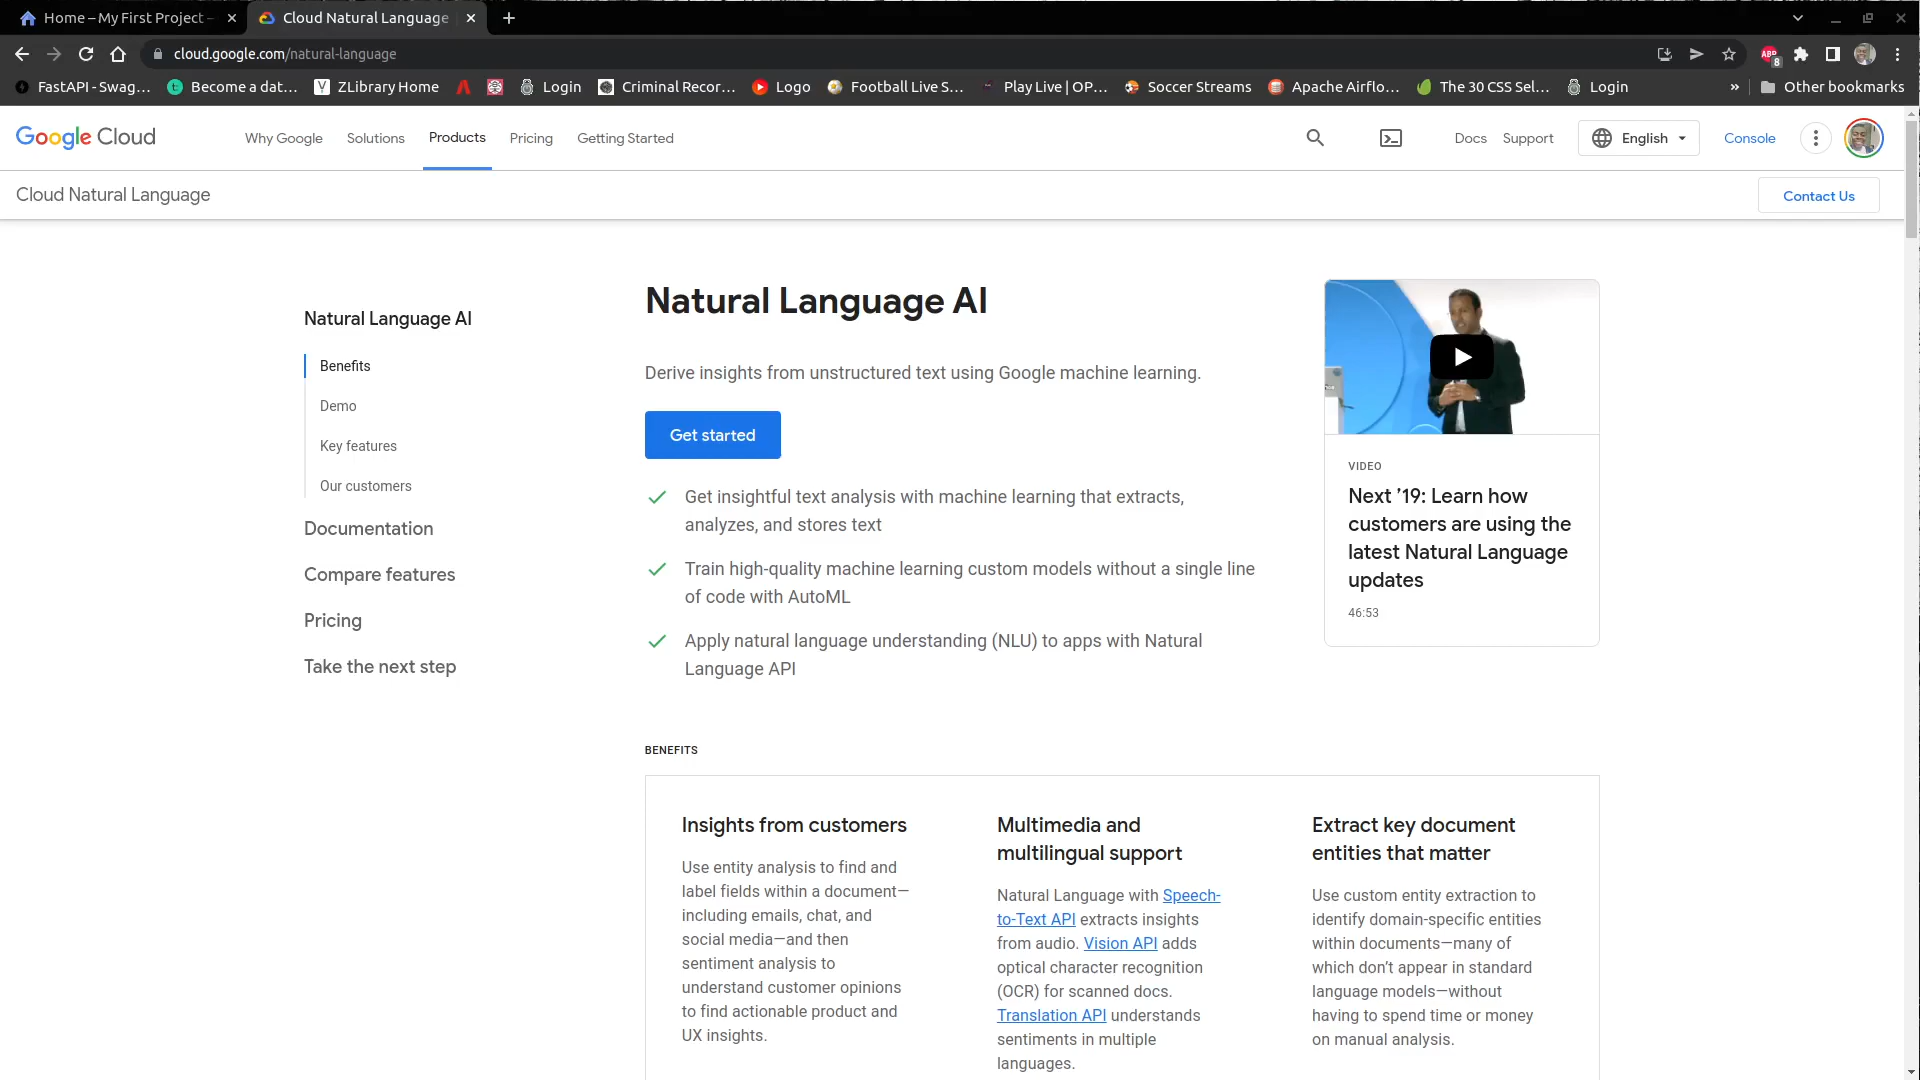 Home – My First Project –
Cloud Natural Language
cloud.google.com/natural-language
ABP
8
FastAPI - Swag...
Become a dat...
ZLibrary Home
Login
Criminal Recor...
Logo
Football Live S...
Play Live | OP...
Soccer Streams
Apache Airflo...
The 30 CSS Sel...
Login
»
Other bookmarks
Google Cloud
Why Google
Solutions
Products
Pricing
Getting Started
Docs
Support
English
Console
Cloud Natural Language
Contact Us
Natural Language AI
Benefits
Demo
Key features
Our customers
Documentation
Compare features
Pricing
Take the next step
Natural Language AI
Derive insights from unstructured text using Google machine learning.
Get started
Get insightful text analysis with machine learning that extracts,
analyzes, and stores text
Train high-quality machine learning custom models without a single line
of code with AutoML
Apply natural language understanding (NLU) to apps with Natural
Language API
VIDEO
Next ’19: Learn how
customers are using the
latest Natural Language
updates
46:53
BENEFITS
Insights from customers
Use entity analysis to find and
label fields within a document—
including emails, chat, and
social media—and then
sentiment analysis to
understand customer opinions
to find actionable product and
UX insights.
Multimedia and
multilingual support
Natural Language with Speech-
to-Text API extracts insights
from audio. Vision API adds
optical character recognition
(OCR) for scanned docs.
Translation API understands
sentiments in multiple
languages.
Extract key document
entities that matter
Use custom entity extraction to
identify domain-specific entities
within documents—many of
which don’t appear in standard
language models—without
having to spend time or money
on manual analysis.